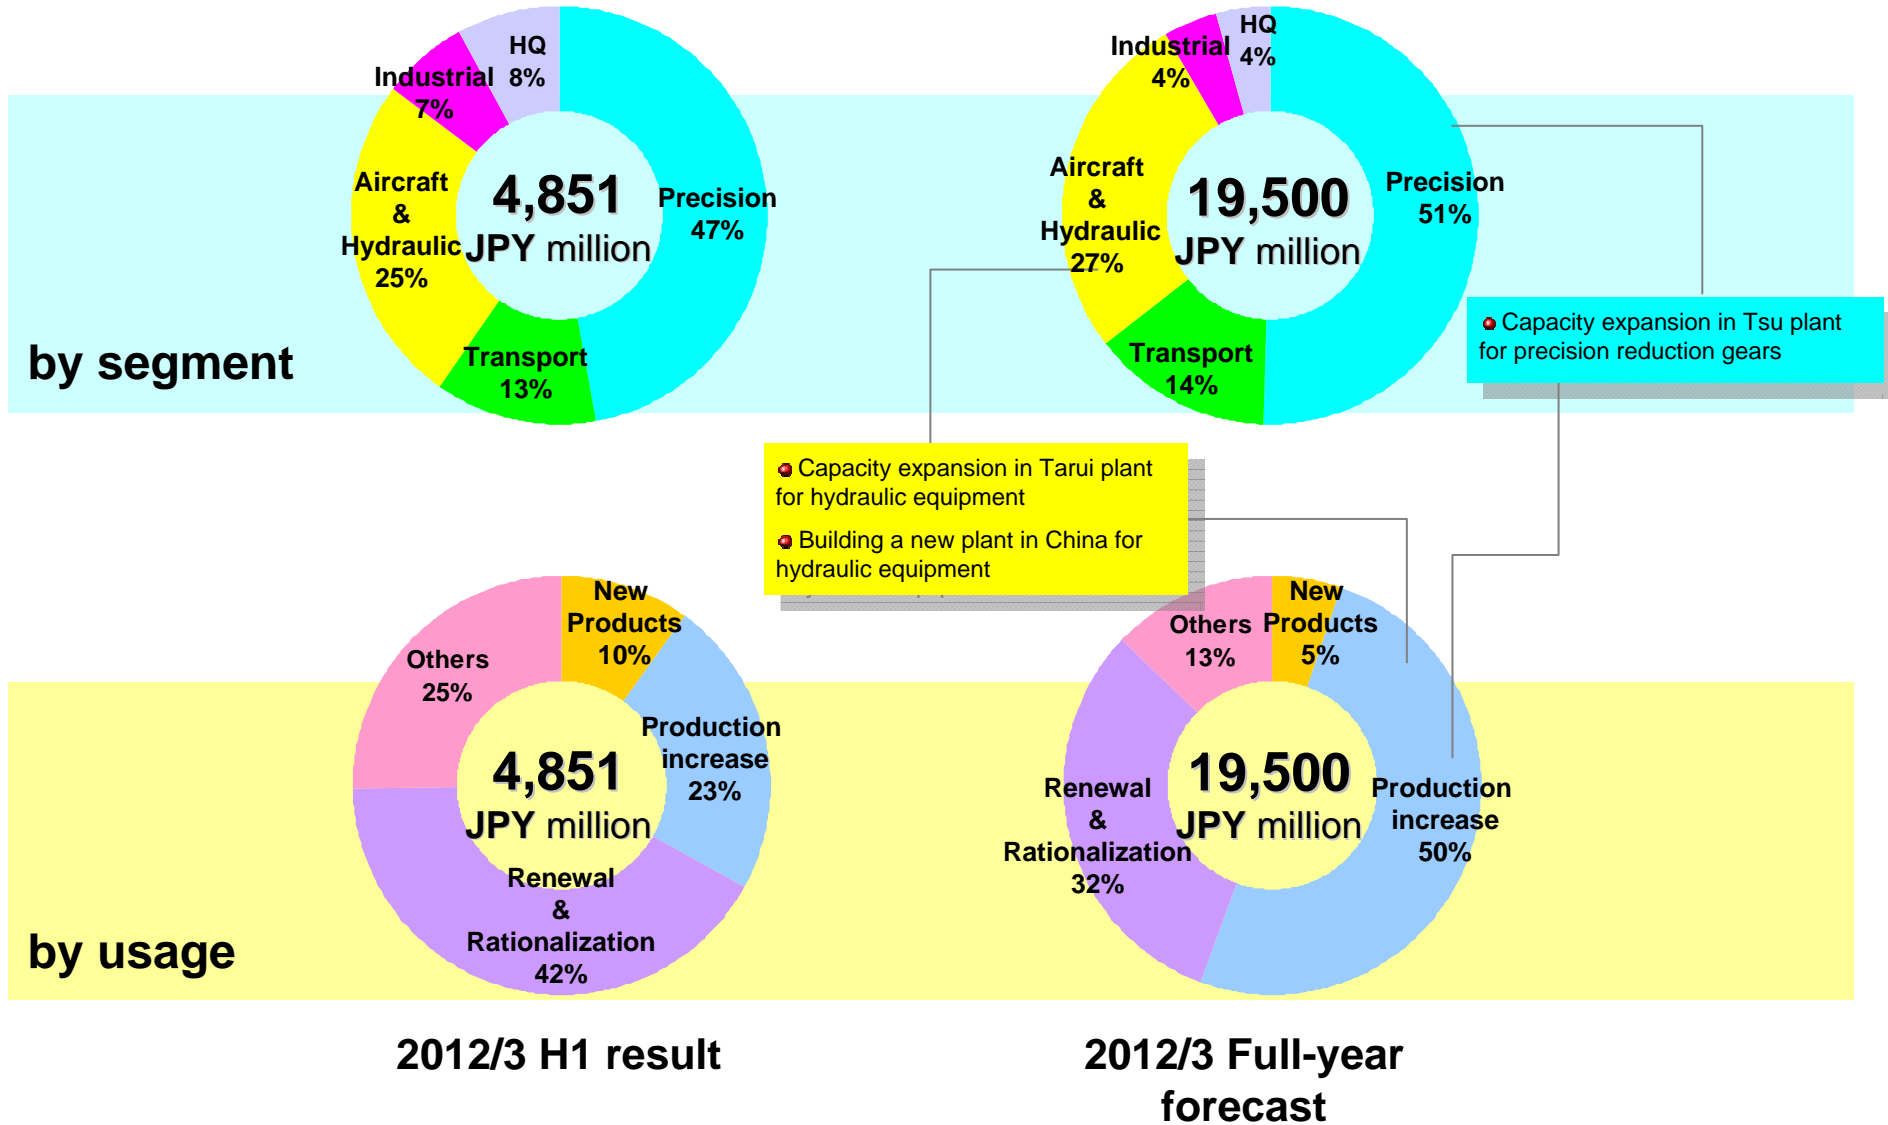 HQ
8%
Industrial
7%
Aircraft
&
Hydraulic
25%
4,851
JPY million
Precision
47%
Transport
13%
by segment
HQ
4%
Industrial
4%
Aircraft
&
Hydraulic
27%
19,500
JPY million
Precision
51%
Transport
14%
Capacity expansion in Tsu plant
for precision reduction gears
Capacity expansion in Tarui plant
for hydraulic equipment
Building a new plant in China for
hydraulic equipment
New
Products
10%
Others
25%
Production
increase
23%
4,851
JPY million
Renewal
&
Rationalization
42%
by usage
New
Products
5%
Others
13%
Renewal
&
Rationalization
32%
19,500
JPY million
Production
increase
50%
2012/3 H1 result
2012/3 Full-year
forecast